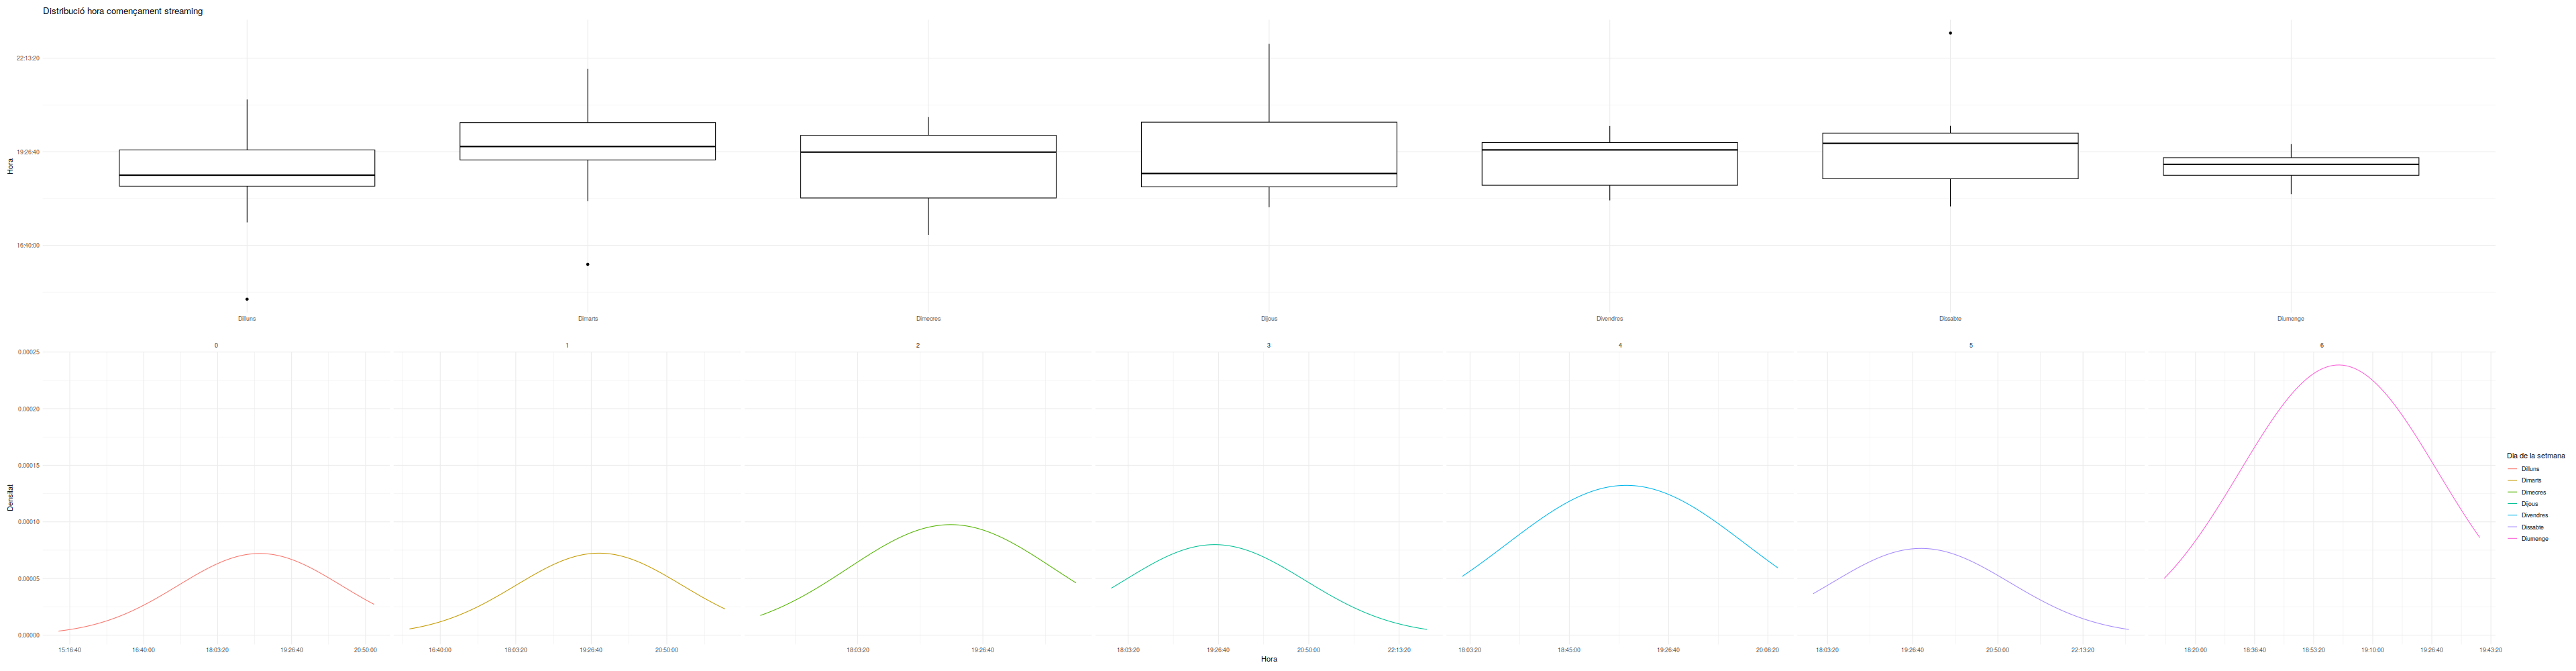 Distribució hora començament streaming
Hora
22:13:20
19:26:40
16:40:00
Dilluns Dimarts Dimecres Dijous Divendres Dissabte Diumenge
0 1 2 3 4 5 6
Densitat
0.00025
0.00020
0.00015
0.00010
0.00005
0.00000
15:16:40 16:40:00 18:03:20 19:26:40 20:50:00 16:40:00 18:03:20 19:26:40 20:50:00 18:03:20 19:26:40 18:03:20 19:26:40 20:50:00 22:13:20 18:03:20 18:45:00 19:26:40 20:08:20 18:03:20 19:26:40 20:50:00 22:13:20 18:20:00 18:36:40 18:53:20 19:10:00 19:26:40 19:43:20
Hora
Dia de la setmana
Dilluns
Dimarts
Dimecres
Dijous
Divendres
Dissabte
Diumenge